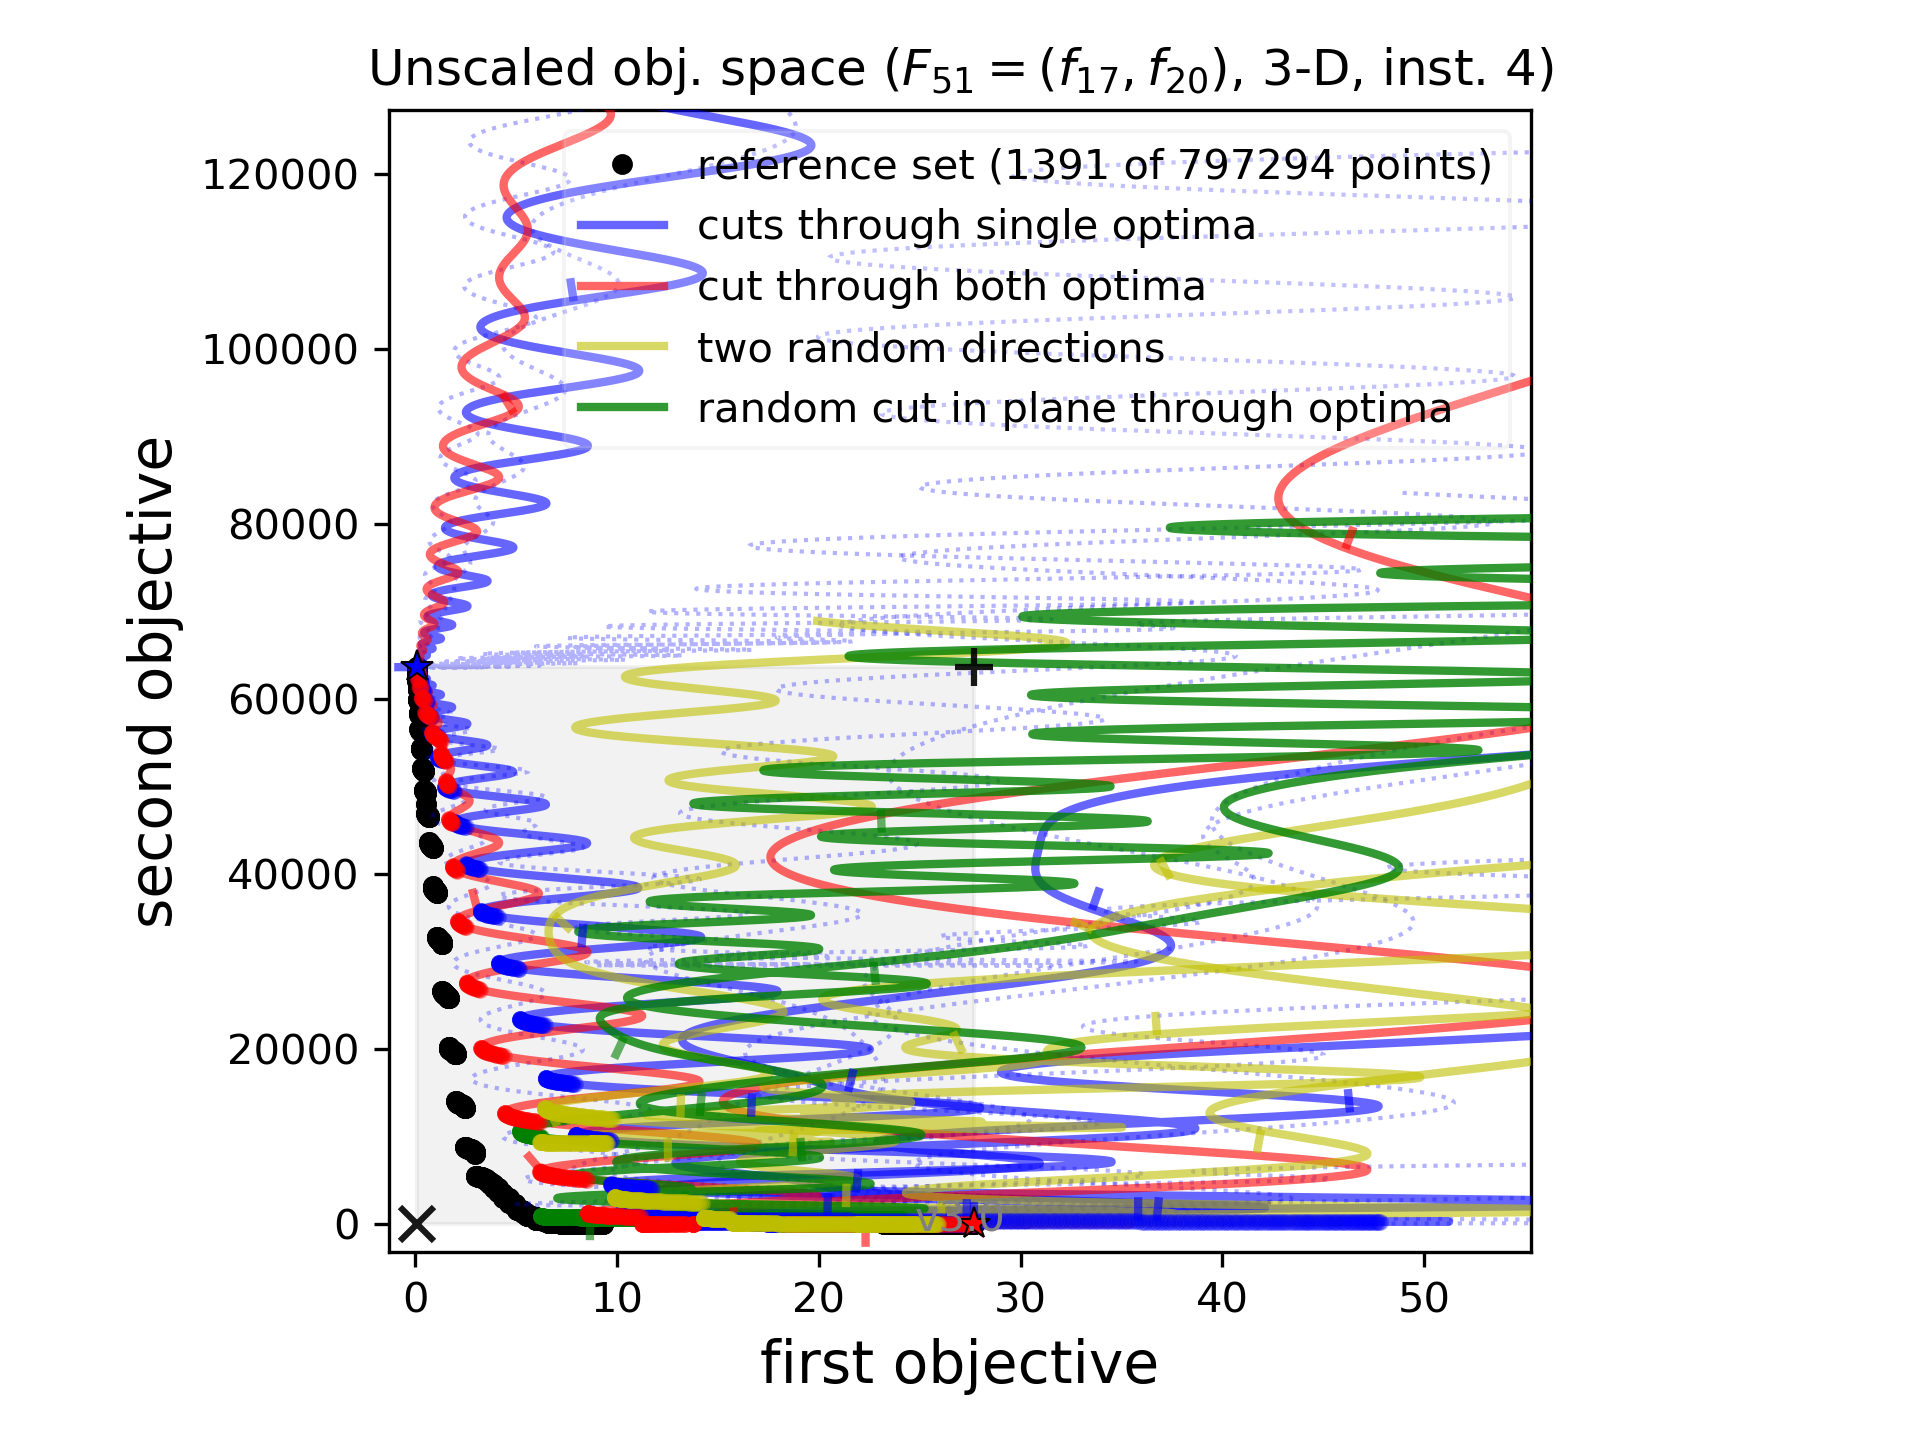 Unscaled obj. space (F51 = (f17, f20), 3-D, inst. 4)
reference set (1391 of 797294 points)
cuts through single optima
cut through both optima
two random directions
random cut in plane through optima
second objective
120000
100000
80000
60000
40000
20000
0
0 10 20 30 40 50
first objective